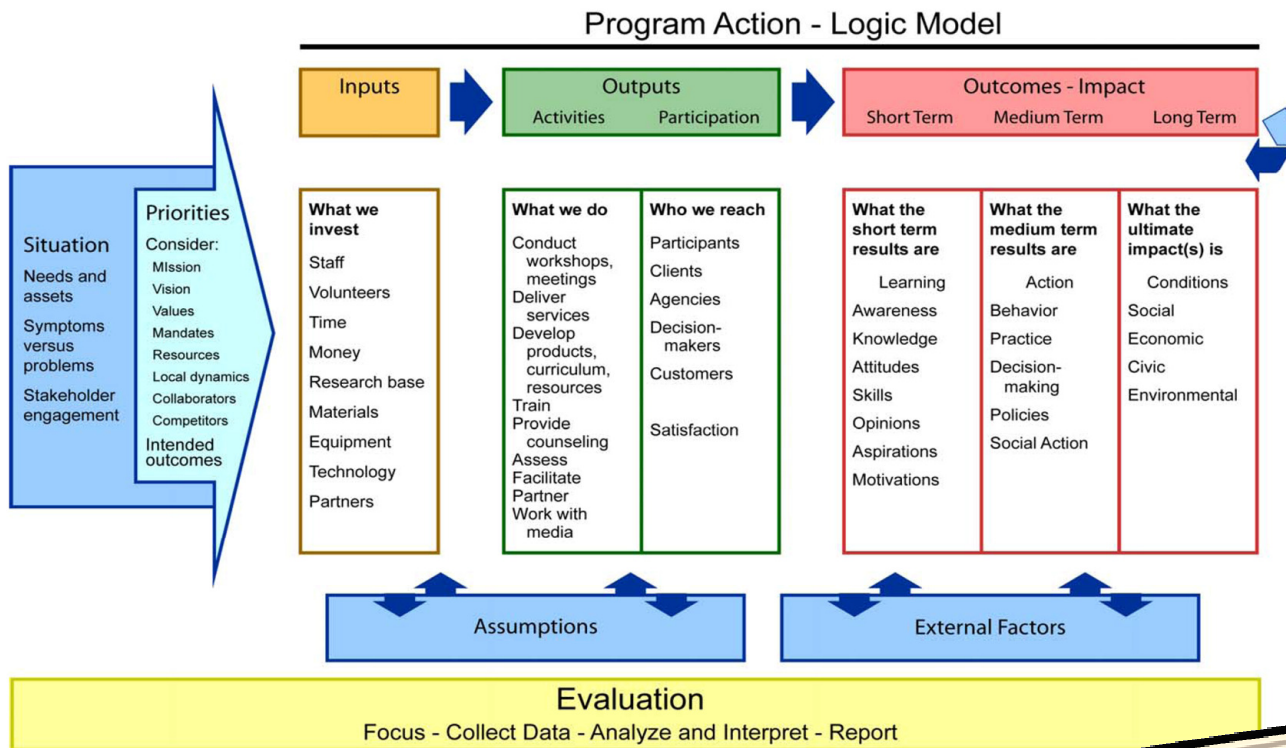 Program Action - Logic Model
Inputs
Outputs
Activities
Participation
Outcomes - Impact
Short Term
Medium Term
Long Term
Situation
Needs and
assets
Symptoms
versus
problems
Stakeholder
engagement
Priorities
Consider:
MIssion
Vision
Values
Mandates
Resources
Local dynamics
Collaborators
Competitors
Intended
outcomes
What we
invest
Staff
Volunteers
Time
Money
Research base
Materials
Equipment
Technology
Partners
What we do
Conduct
workshops,
meetings
Deliver
services
Develop
products,
curriculum,
resources
Train
Provide
counseling
Assess
Facilitate
Partner
Work with
media
Who we reach
Participants
Clients
Agencies
Decision-
makers
Customers
Satisfaction
What the
short term
results are
Learning
Awareness
Knowledge
Attitudes
Skills
Opinions
Aspirations
Motivations
What the
medium term
results are
Action
Behavior
Practice
Decision-
making
Policies
Social Action
What the
ultimate
impact(s) is
Conditions
Social
Economic
Civic
Environmental
Assumptions
External Factors
Evaluation
Focus - Collect Data - Analyze and Interpret - Report